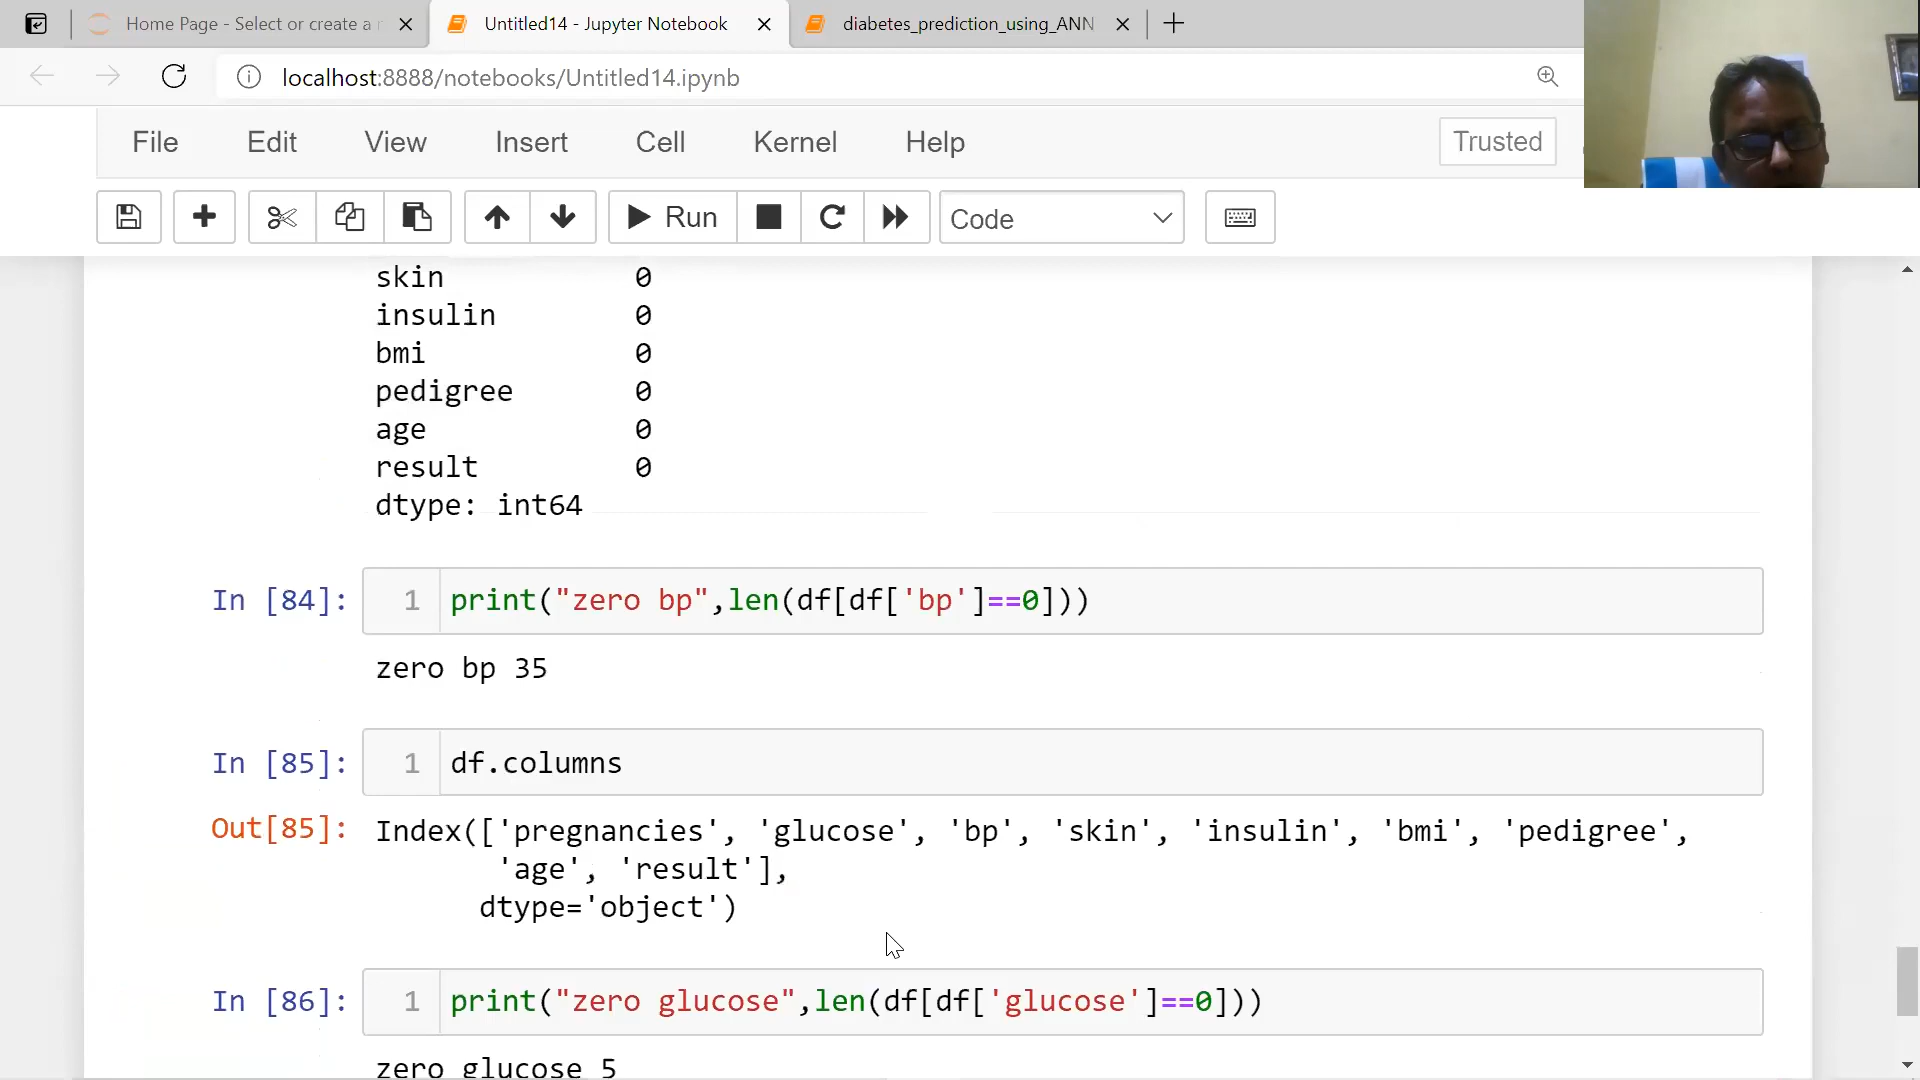 Home Page - Select or create a n
Untitled14 - Jupyter Notebook
diabetes_prediction_using_ANN
localhost:8888/notebooks/Untitled14.ipynb
File Edit View Insert Cell Kernel Help Trusted
Run Code
skin 0
insulin 0
bmi 0
pedigree 0
age 0
result 0
dtype: int64
In [84]: 1 print("zero bp",len(df[df['bp']==0]))
zero bp 35
In [85]: 1 df.columns
Out[85]: Index(['pregnancies', 'glucose', 'bp', 'skin', 'insulin', 'bmi', 'pedigree',
'age', 'result'],
dtype='object')
In [86]: 1 print("zero glucose",len(df[df['glucose']==0]))
zero glucose 5